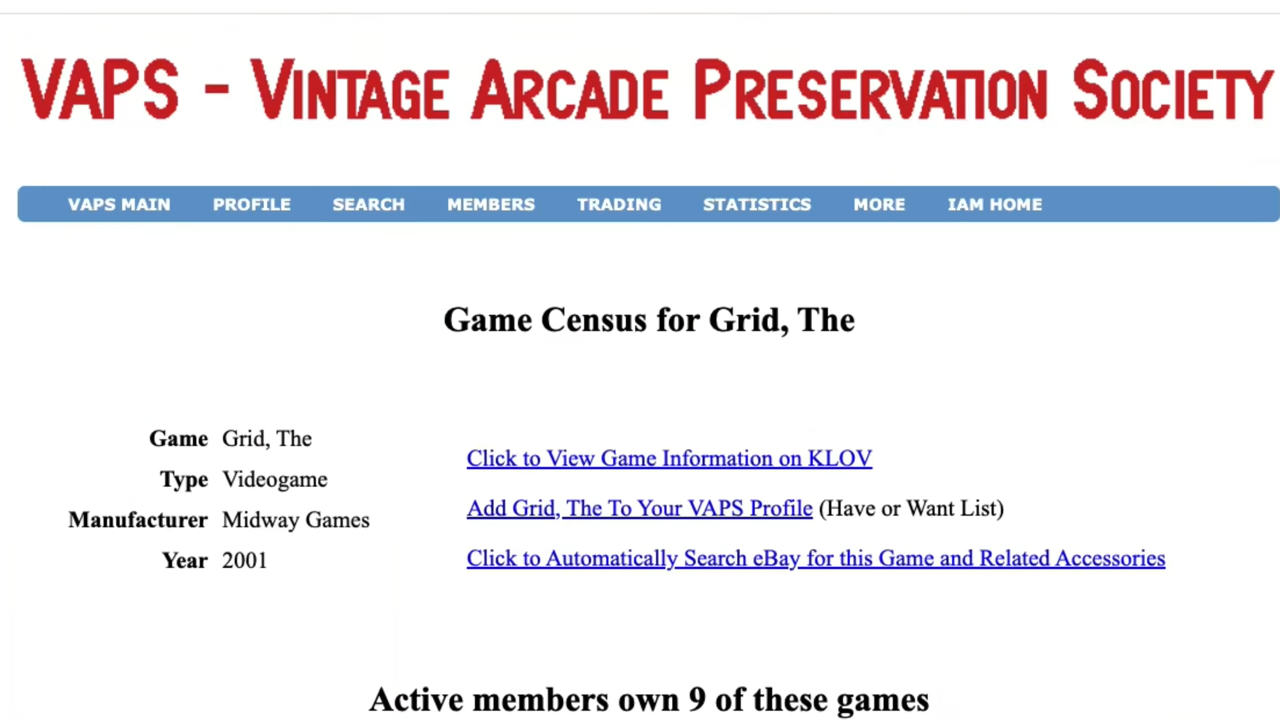 VAPS - VINTAGE ARCADE PRESERVATION SOCIETY
VAPS MAIN PROFILE SEARCH MEMBERS TRADING STATISTICS MORE IAM HOME
Game Census for Grid, The
Game Grid, The
Type Videogame
Manufacturer Midway Games
Year 2001
Click to View Game Information on KLOV
Add Grid, The To Your VAPS Profile (Have or Want List)
Click to Automatically Search eBay for this Game and Related Accessories
Active members own 9 of these games